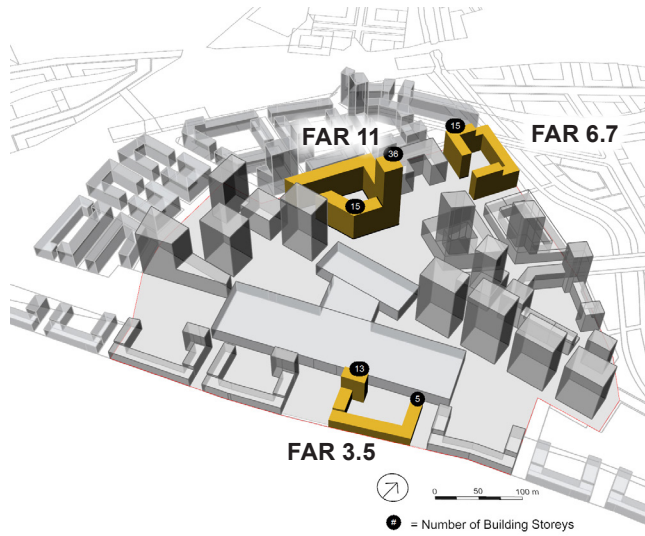 15
FAR 6.7
FAR 11
36
15
13
5
FAR 3.5
0 50 100 m
# = Number of Building Storeys